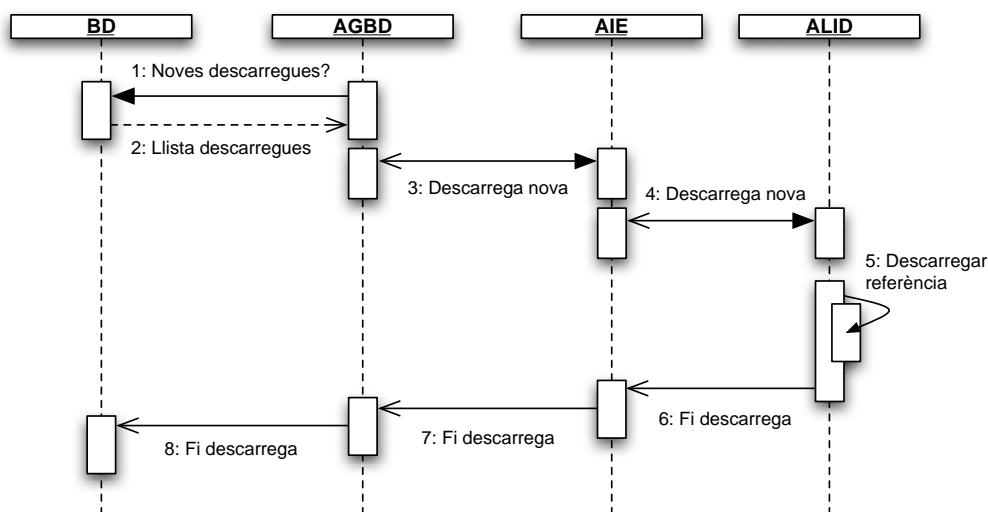 BD
AGBD
AIE
ALID
1: Noves descarregues?
2: Llista descarregues
3: Descarrega nova
4: Descarrega nova
5: Descarregar
referència
6: Fi descarrega
7: Fi descarrega
8: Fi descarrega